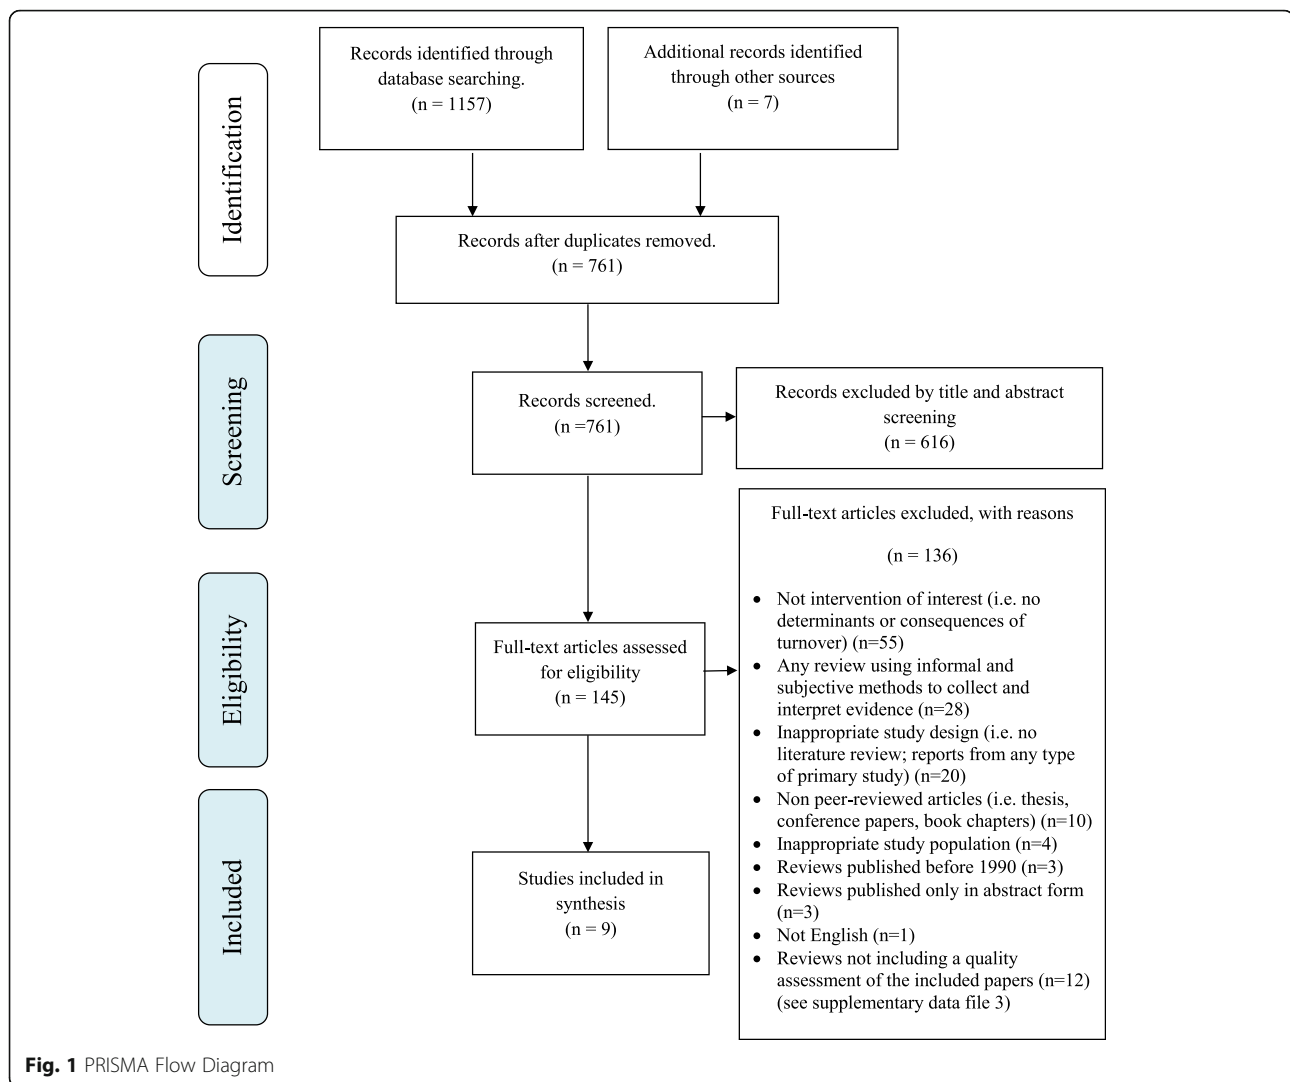 Identification
Records identified through
database searching.
(n = 1157)
Additional records identified
through other sources
(n = 7)
Records after duplicates removed.
(n = 761)
Screening
Records screened.
(n =761)
Records excluded by title and abstract
screening
(n = 616)
Eligibility
Full-text articles assessed
for eligibility
(n = 145)
Full-text articles excluded, with reasons
(n = 136)
• Not intervention of interest (i.e. no
determinants or consequences of
turnover) (n=55)
• Any review using informal and
subjective methods to collect and
interpret evidence (n=28)
• Inappropriate study design (i.e. no
literature review; reports from any type
of primary study) (n=20)
• Non peer-reviewed articles (i.e. thesis,
conference papers, book chapters) (n=10)
• Inappropriate study population (n=4)
• Reviews published before 1990 (n=3)
• Reviews published only in abstract form
(n=3)
• Not English (n=1)
• Reviews not including a quality
assessment of the included papers (n=12)
(see supplementary data file 3)
Included
Studies included in
synthesis
(n = 9)
Fig. 1 PRISMA Flow Diagram